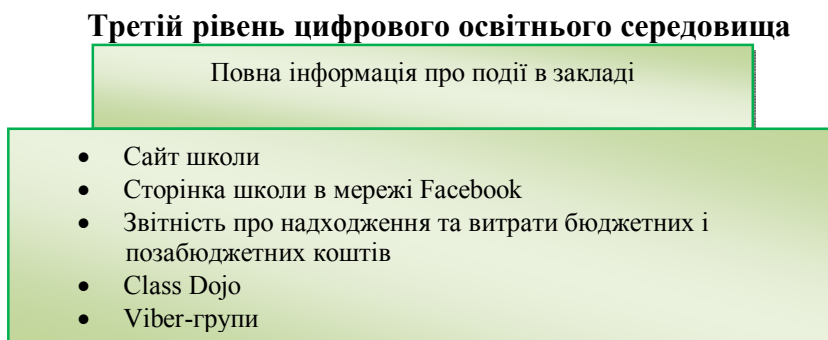 Третій рівень цифрового освітнього середовища
Повна інформація про події в закладі
• Сайт школи
• Сторінка школи в мережі Facebook
• Звітність про надходження та витрати бюджетних і
позабюджетних коштів
• Class Dojo
• Viber-групи